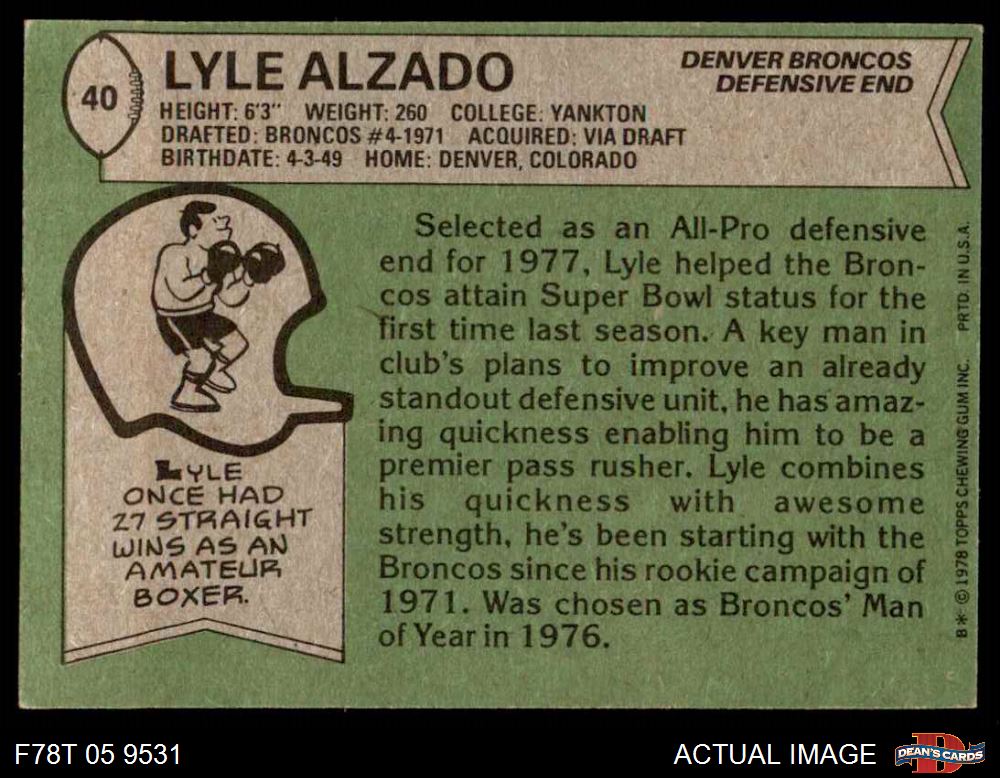 40
LYLE ALZADO
DENVER BRONCOS
DEFENSIVE END
HEIGHT: 6'3" WEIGHT: 260 COLLEGE: YANKTON
DRAFTED: BRONCOS #4-1971 ACQUIRED: VIA DRAFT
BIRTHDATE: 4-3-49 HOME: DENVER, COLORADO
LYLE
ONCE HAD
27 STRAIGHT
WINS AS AN
AMATEUR
BOXER.
Selected as an All-Pro defensive
end for 1977, Lyle helped the Bron-
cos attain Super Bowl status for the
first time last season. A key man in
club's plans to improve an already
standout defensive unit, he has amaz-
ing quickness enabling him to be a
premier pass rusher. Lyle combines
his quickness with awesome
strength, he's been starting with the
Broncos since his rookie campaign of
1971. Was chosen as Broncos' Man
of Year in 1976.
B* © 1978 TOPPS CHEWING GUM INC. PRTD. IN U.S.A.
F78T 05 9531
ACTUAL IMAGE
D
DEAN'S CARDS